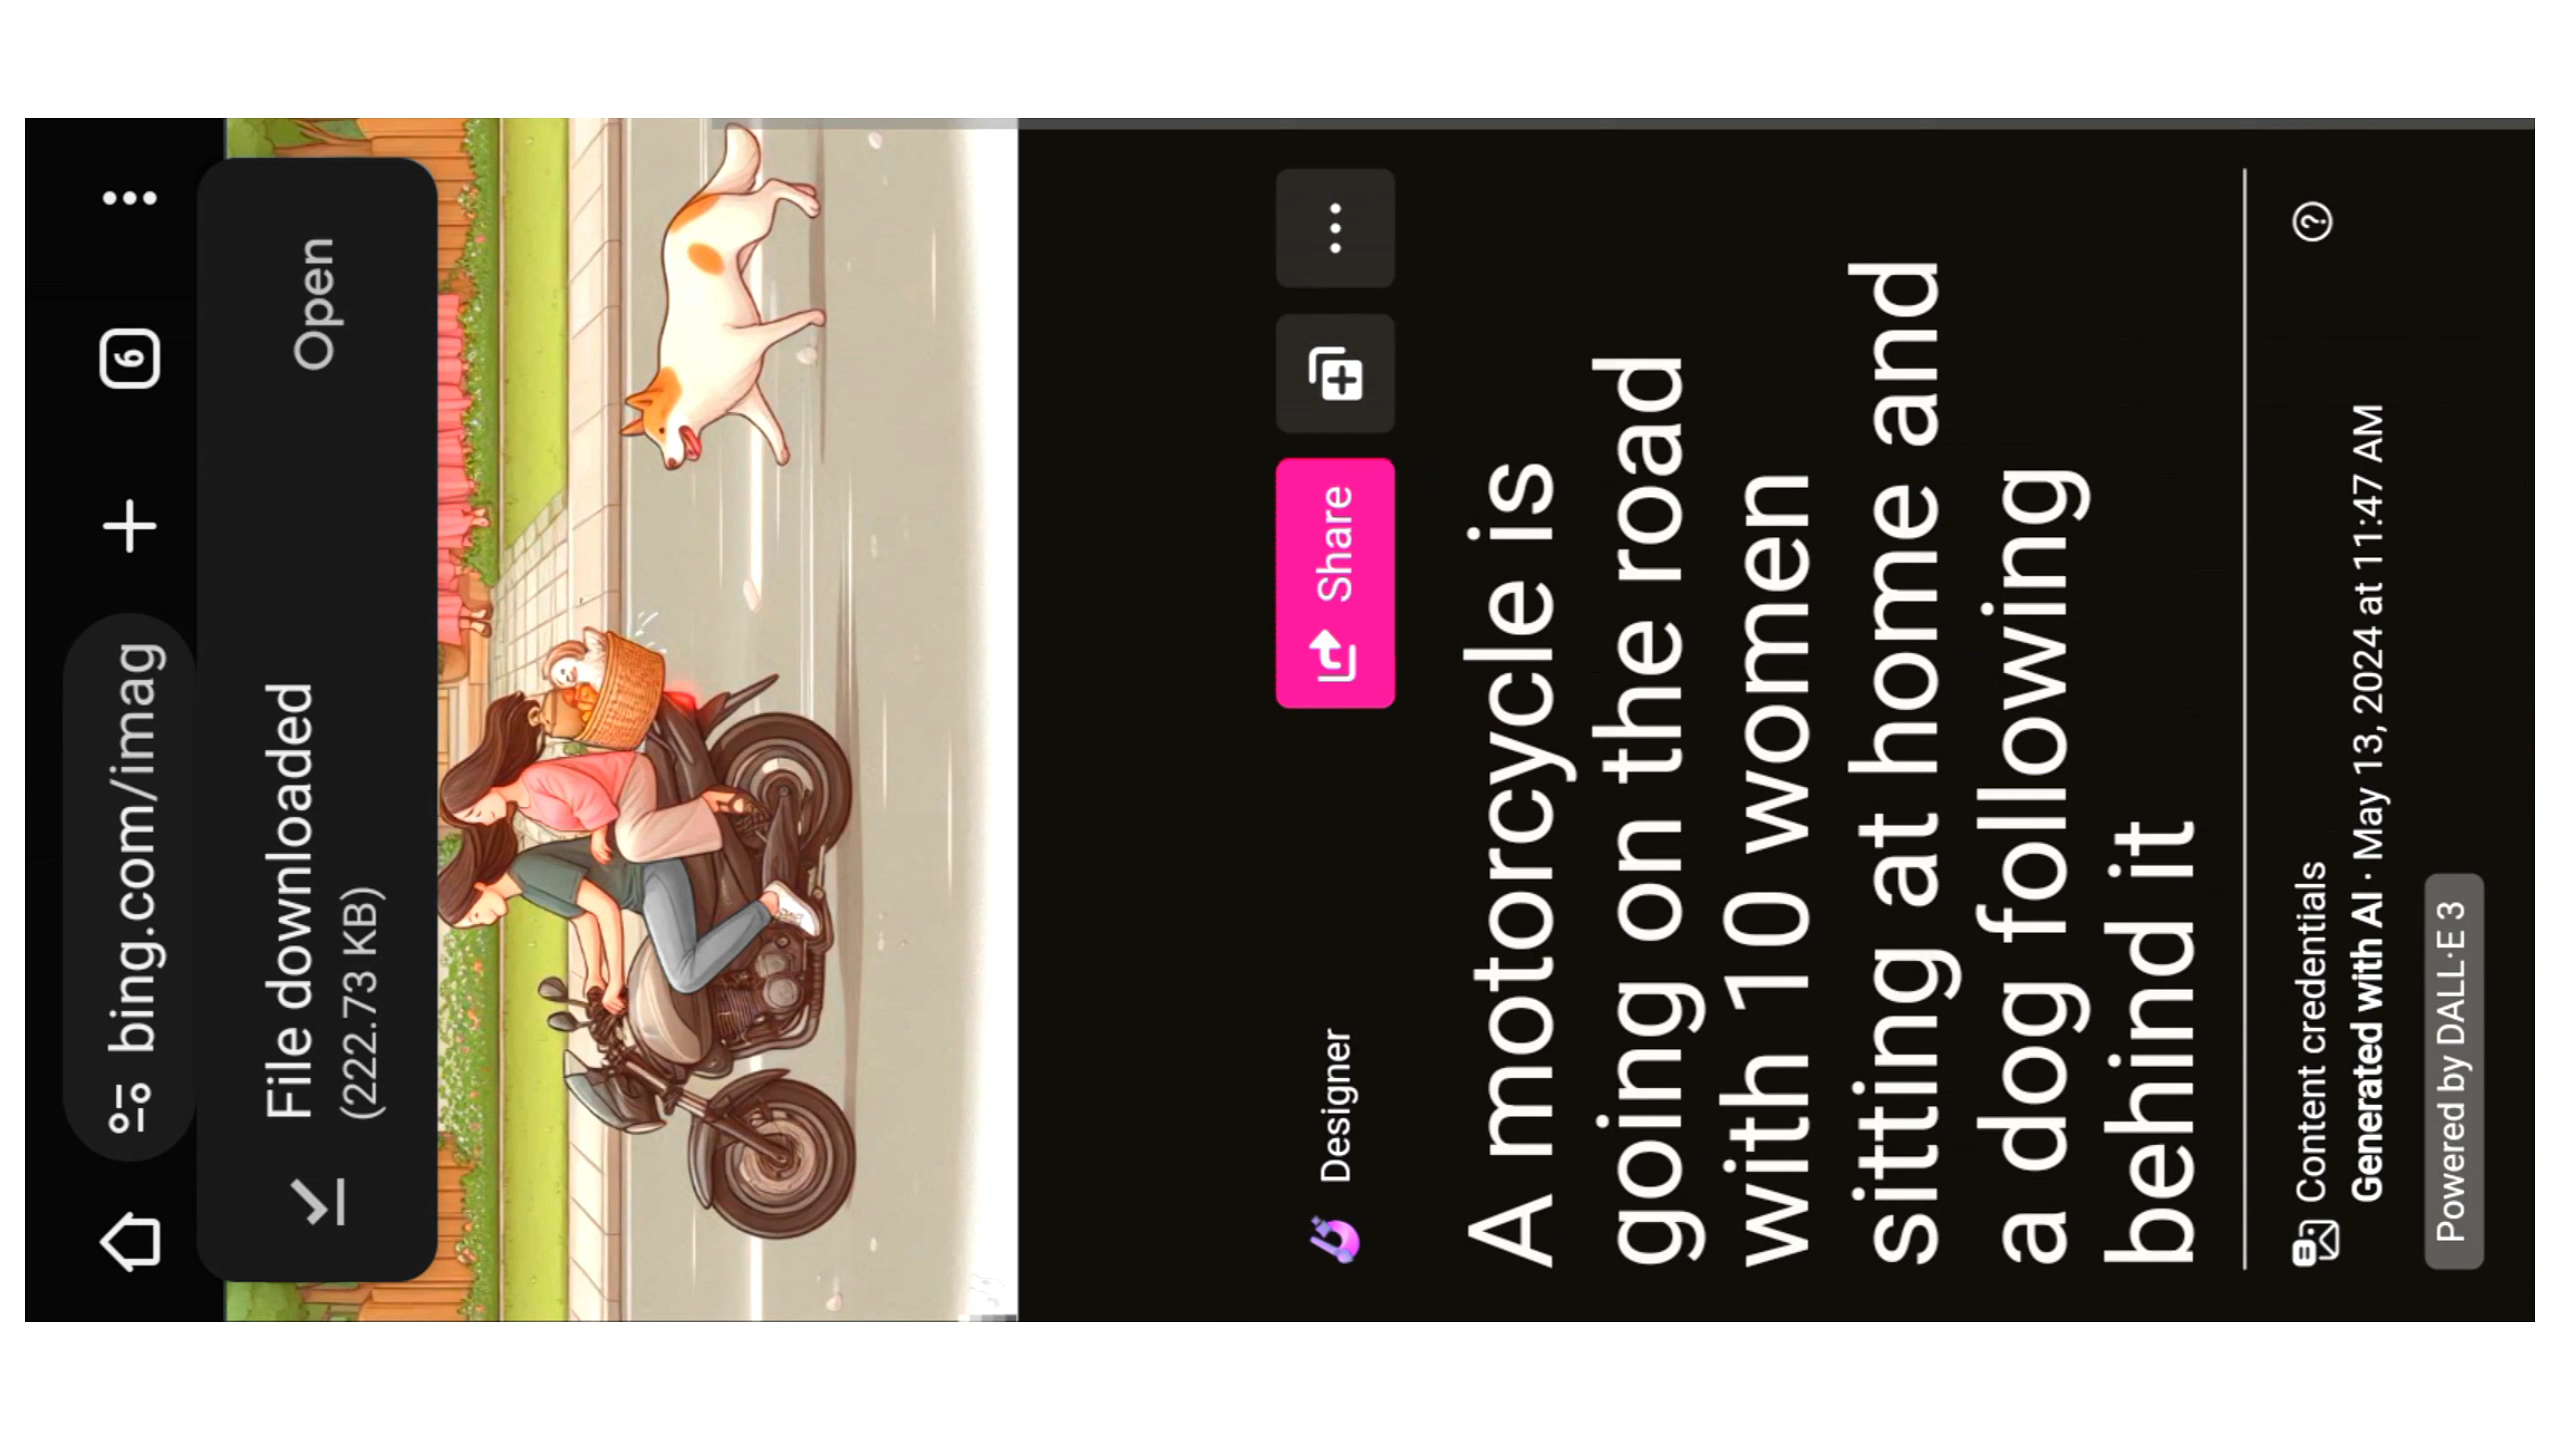 bing.com/imag
6
File downloaded
(222.73 KB)
Open
Designer
Share
A motorcycle is
going on the road
with 10 women
sitting at home and
a dog following
behind it
Content credentials
Generated with AI · May 13, 2024 at 11:47 AM
Powered by DALL·E 3